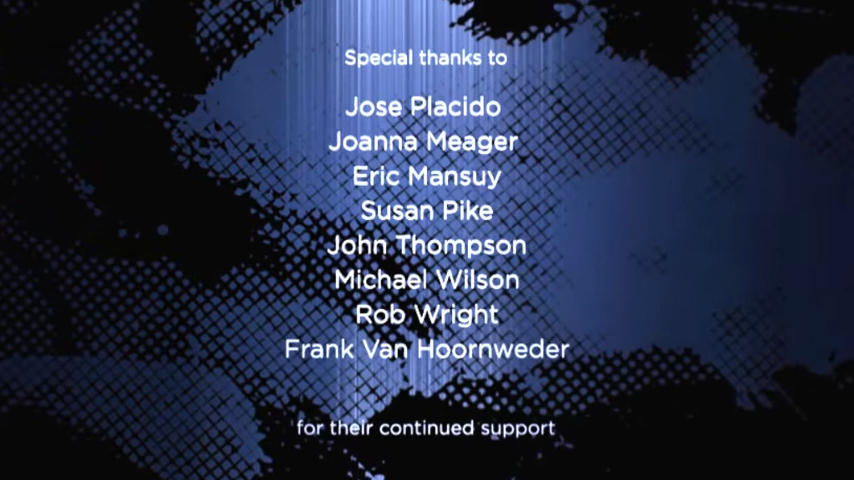 Special thanks to
Jose Placido
Joanna Meager
Eric Mansuy
Susan Pike
John Thompson
Michael Wilson
Rob Wright
Frank Van Hoornweder
for their continued support